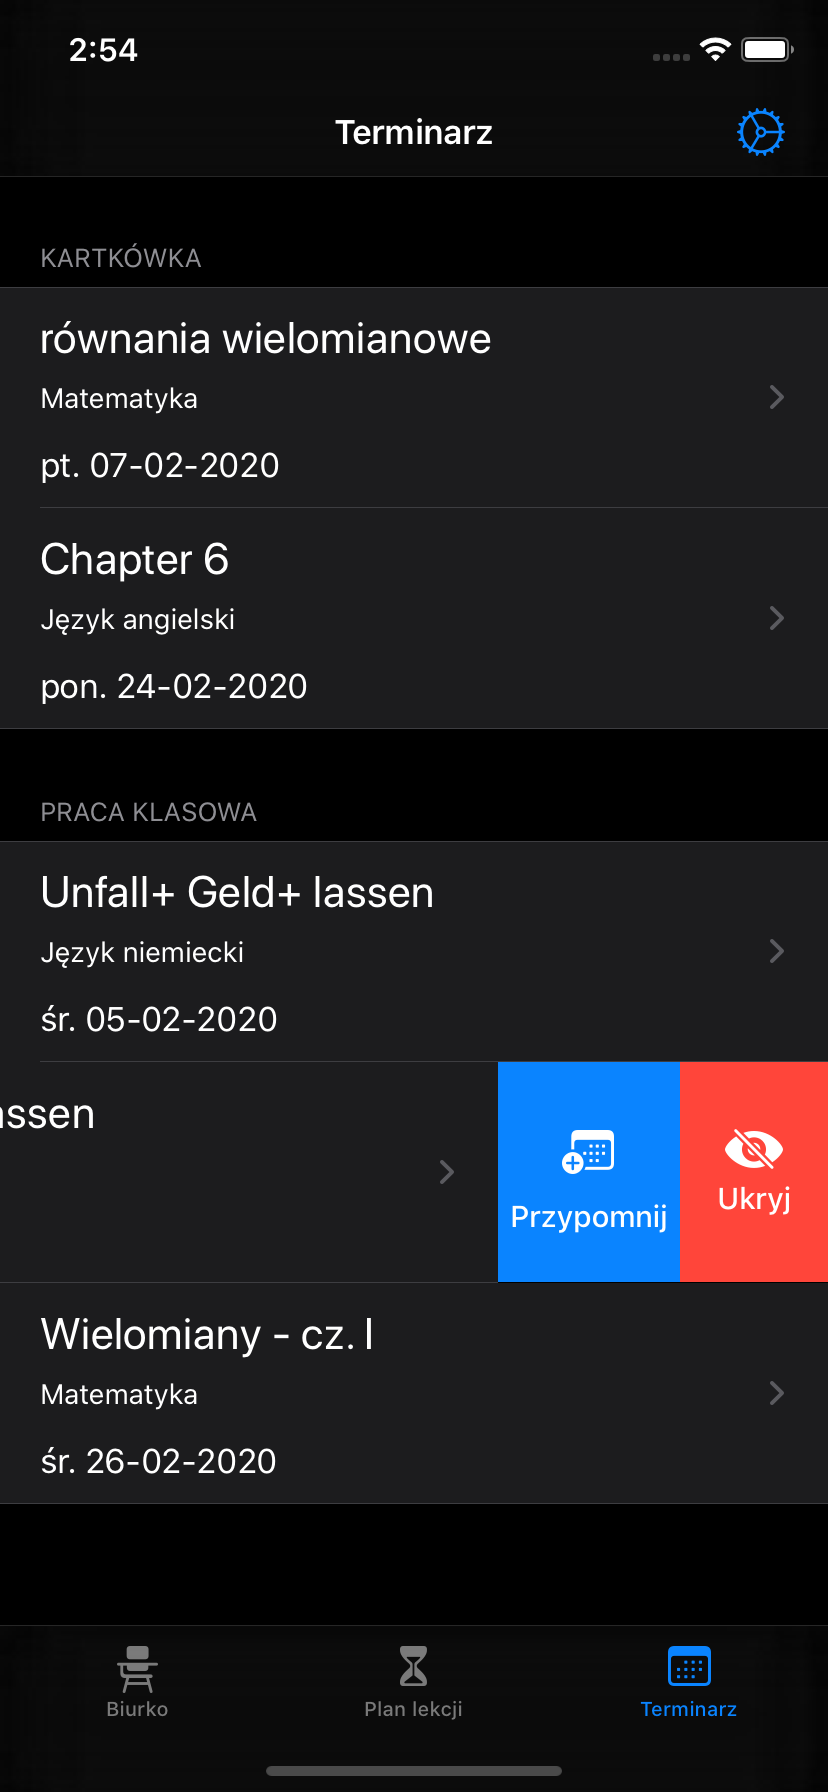 2:54
Terminarz
KARTKÓWKA
równania wielomianowe
Matematyka
pt. 07-02-2020
Chapter 6
Język angielski
pon. 24-02-2020
PRACA KLASOWA
Unfall+ Geld+ lassen
Język niemiecki
śr. 05-02-2020
assen
Przypomnij
Ukryj
Wielomiany - cz. I
Matematyka
śr. 26-02-2020
Biurko
Plan lekcji
Terminarz